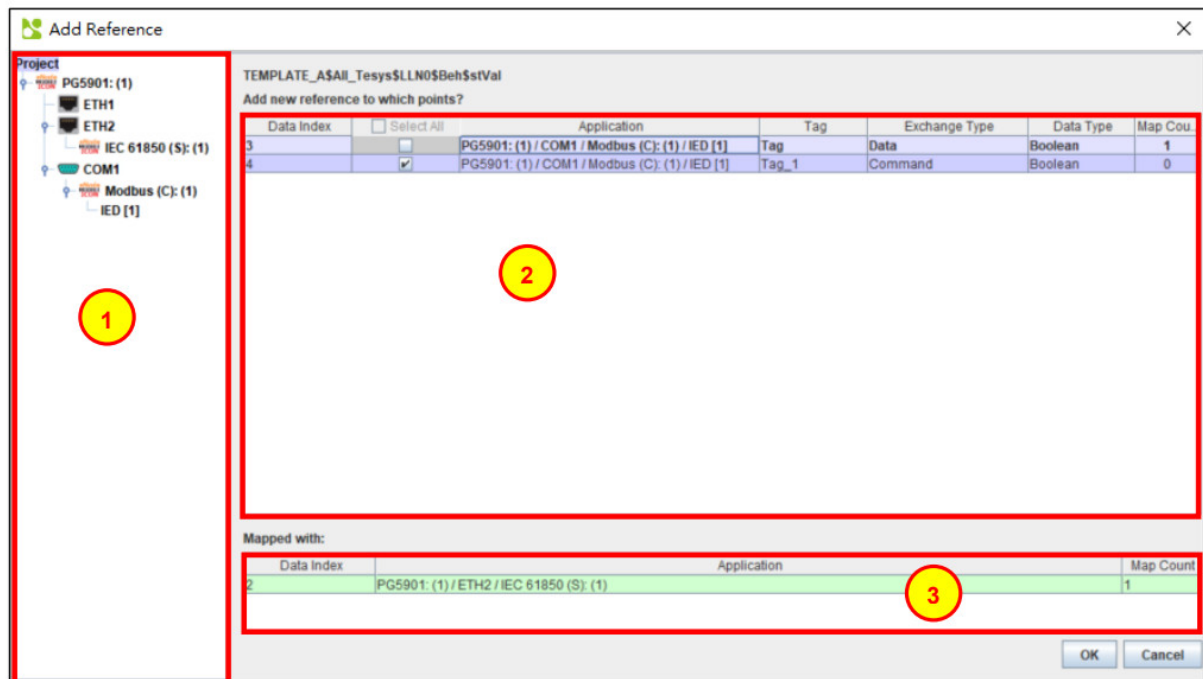 Add Reference
Project
PG5901: (1)
ETH1
ETH2
IEC 61850 (S): (1)
COM1
Modbus (C): (1)
IED [1]
1
TEMPLATE_A$All_Tesys$LLN0$Beh$stVal
Add new reference to which points?
Data Index Select All Application Tag Exchange Type Data Type Map Cou...
3 PG5901: (1) / COM1 / Modbus (C): (1) / IED [1] Tag Data Boolean 1
4 PG5901: (1) / COM1 / Modbus (C): (1) / IED [1] Tag_1 Command Boolean 0
2
Mapped with:
Data Index Application Map Count
2 PG5901: (1) / ETH2 / IEC 61850 (S): (1) 1
3
OK Cancel